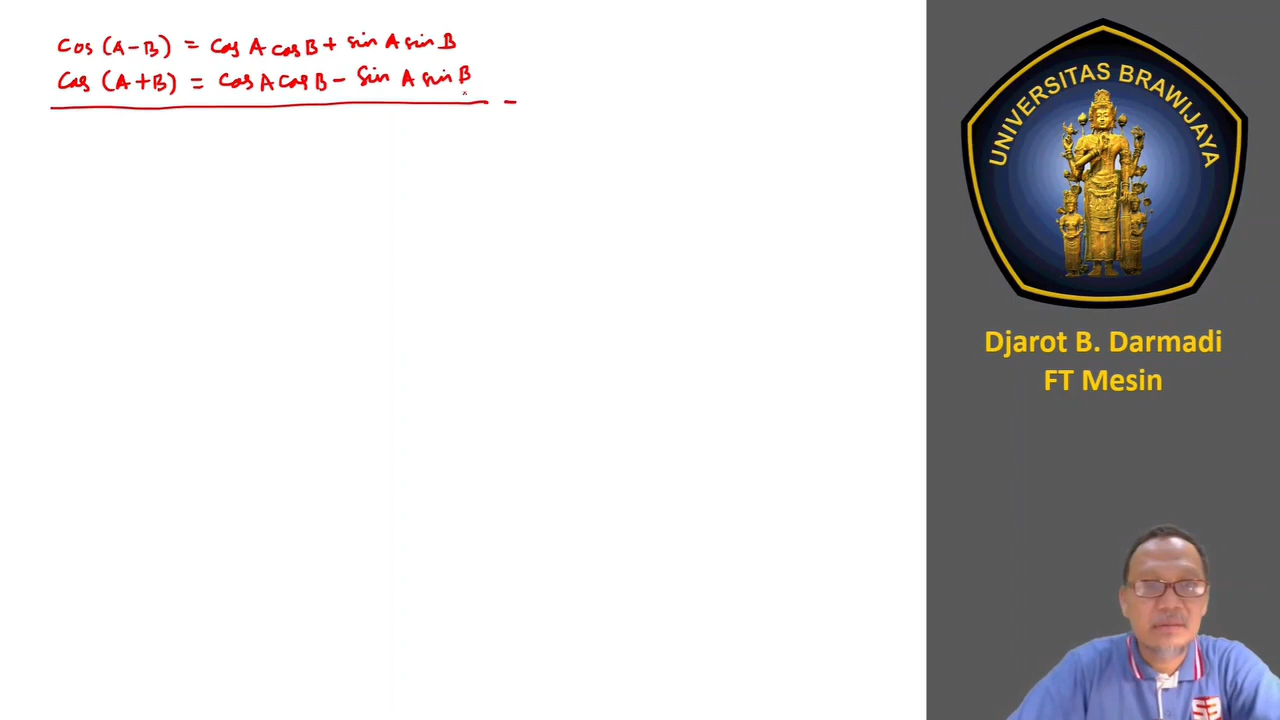 cos (A-B) = cos A cos B + sin A sin B
cos (A+B) = cos A cos B - sin A sin B
UNIVERSITAS BRAWIJAYA
Djarot B. Darmadi
FT Mesin